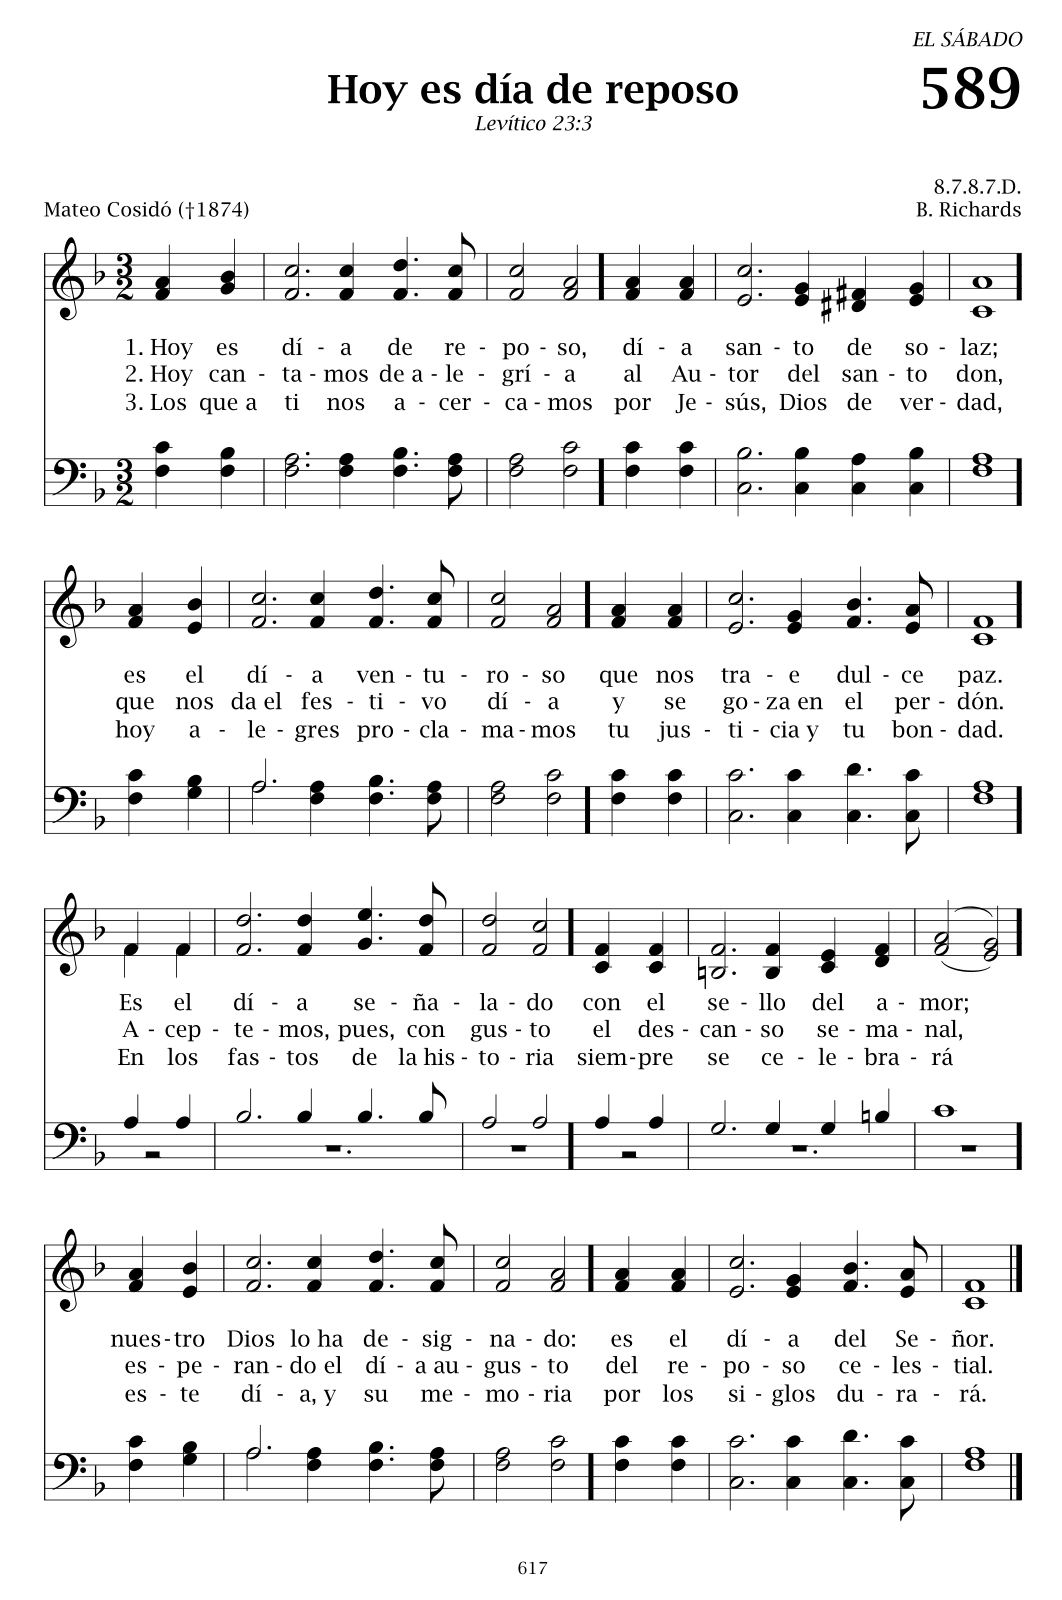 EL SÁBADO
Hoy es día de reposo
589
Levítico 23:3
8.7.8.7.D.
Mateo Cosidó (†1874)
B. Richards
1. Hoy es dí - a de re - po - so, dí - a san - to de so - laz;
2. Hoy can - ta - mos de a - le - grí - a al Au - tor del san - to don,
3. Los que a ti nos a - cer - ca - mos por Je - sús, Dios de ver - dad,
es el dí - a ven - tu - ro - so que nos tra - e dul - ce paz.
que nos da el fes - ti - vo dí - a y se go - za en el per - dón.
hoy a - le - gres pro - cla - ma - mos tu jus - ti - cia y tu bon - dad.
Es el dí - a se - ña - la - do con el se - llo del a - mor;
A - cep - te - mos, pues, con gus - to el des - can - so se - ma - nal,
En los fas - tos de la his - to - ria siem - pre se ce - le - bra - rá
nues - tro Dios lo ha de - sig - na - do: es el dí - a del Se - ñor.
es - pe - ran - do el dí - a au - gus - to del re - po - so ce - les - tial.
es - te dí - a, y su me - mo - ria por los si - glos du - ra - rá.
617